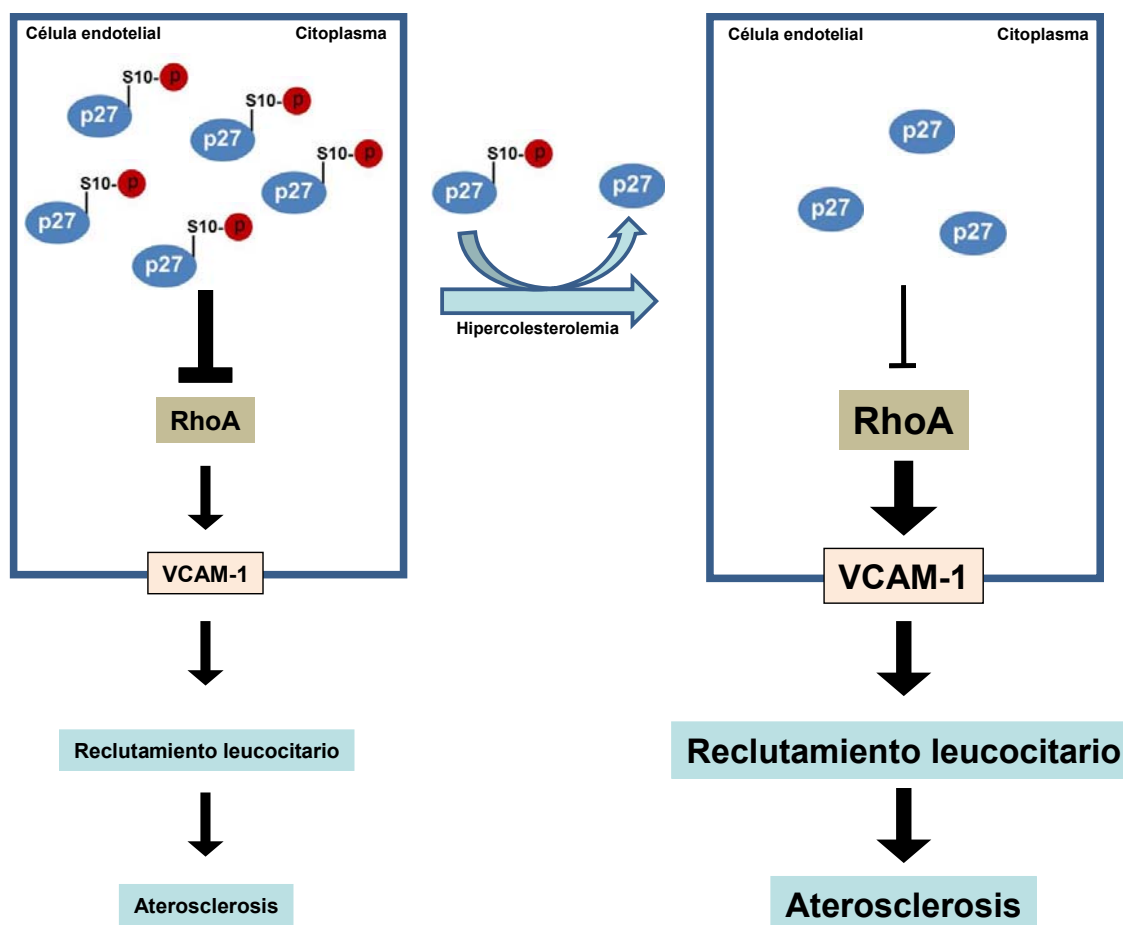 Célula endotelial
Citoplasma
S10-p
p27
S10-p
p27
S10-p
p27
S10-p
p27
S10-p
p27
RhoA
VCAM-1
Reclutamiento leucocitario
Aterosclerosis
S10-p
p27
p27
Hipercolesterolemia
Célula endotelial
Citoplasma
p27
p27
p27
RhoA
VCAM-1
Reclutamiento leucocitario
Aterosclerosis